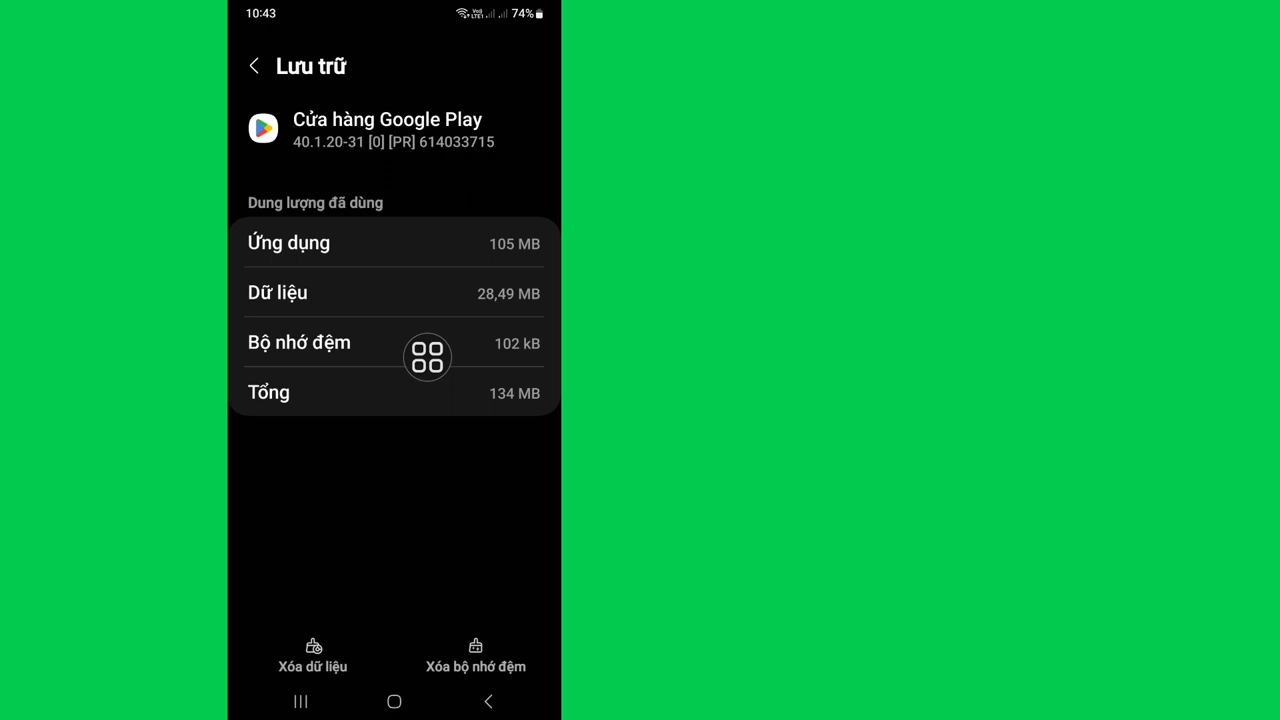 10:43
Vo)) LTE1 74%
Lưu trữ
Cửa hàng Google Play
40.1.20-31 [0] [PR] 614033715
Dung lượng đã dùng
Ứng dụng 105 MB
Dữ liệu 28,49 MB
Bộ nhớ đệm 102 kB
Tổng 134 MB
Xóa dữ liệu Xóa bộ nhớ đệm